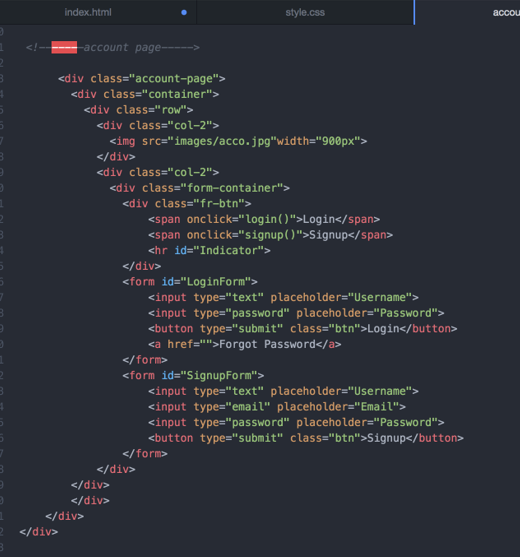 index.html
style.css
accou
<!-------account page----->
<div class="account-page">
<div class="container">
<div class="row">
<div class="col-2">
<img src="images/acco.jpg"width="900px">
</div>
<div class="col-2">
<div class="form-container">
<div class="fr-btn">
<span onclick="login()">Login</span>
<span onclick="signup()">Signup</span>
<hr id="Indicator">
</div>
<form id="LoginForm">
<input type="text" placeholder="Username">
<input type="password" placeholder="Password">
<button type="submit" class="btn">Login</button>
<a href="">Forgot Password</a>
</form>
<form id="SignupForm">
<input type="text" placeholder="Username">
<input type="email" placeholder="Email">
<input type="password" placeholder="Password">
<button type="submit" class="btn">Signup</button>
</form>
</div>
</div>
</div>
</div>
</div>